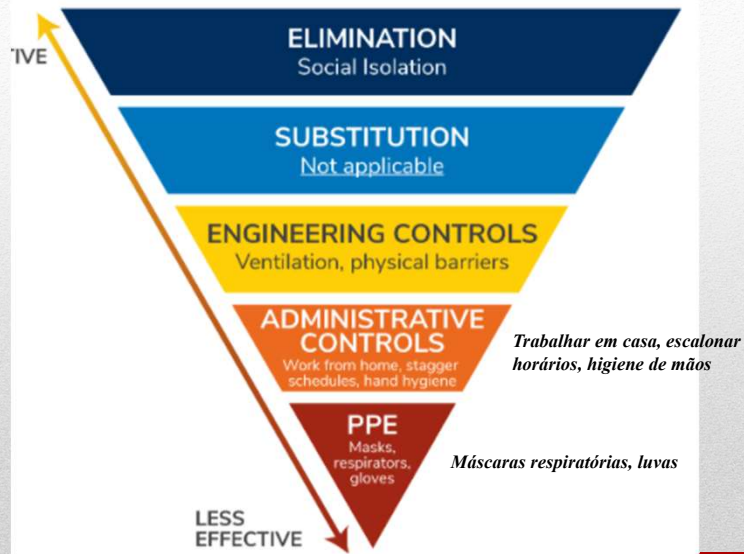 ELIMINATION
Social Isolation
TIVE
SUBSTITUTION
Not applicable
ENGINEERING CONTROLS
Ventilation, physical barriers
ADMINISTRATIVE
CONTROLS
Work from home, stagger
schedules, hand hygiene
Trabalhar em casa, escalonar
horários, higiene de mãos
PPE
Masks,
respirators,
gloves
Máscaras respiratórias, luvas
LESS
EFFECTIVE